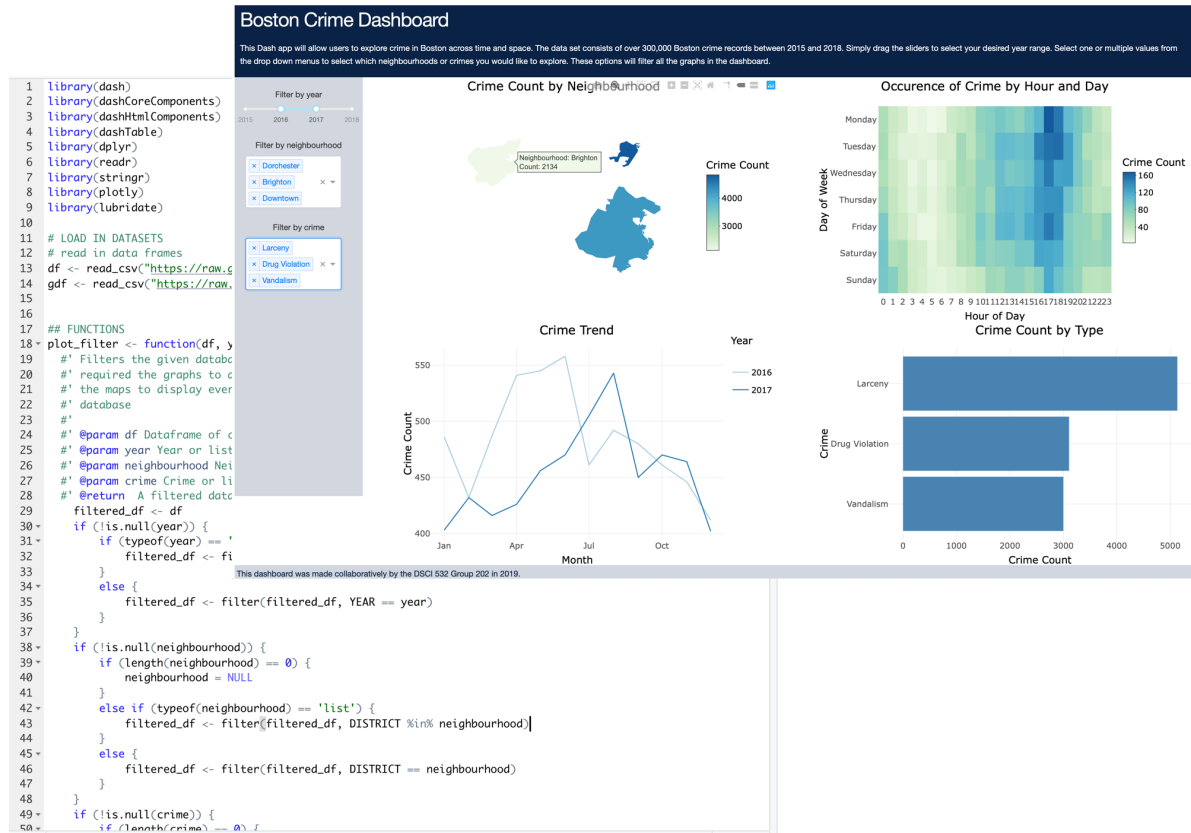 Boston Crime Dashboard
This Dash app will allow users to explore crime in Boston across time and space. The data set consists of over 300,000 Boston crime records between 2015 and 2018. Simply drag the sliders to select your desired year range. Select one or multiple values from
the drop down menus to select which neighbourhoods or crimes you would like to explore. These options will filter all the graphs in the dashboard.
Filter by year
2015 2016 2017 2018
Filter by neighbourhood
× Dorchester
× Brighton
× Downtown
Filter by crime
× Larceny
× Drug Violation
× Vandalism
Crime Count by Neighbourhood
Neighbourhood: Brighton
Count: 2134
Crime Count
4000
3000
Occurence of Crime by Hour and Day
Day of Week
Monday
Tuesday
Wednesday
Thursday
Friday
Saturday
Sunday
0 1 2 3 4 5 6 7 8 9 1011121314151617181920212223
Hour of Day
Crime Count
160
120
80
40
Crime Trend
Crime Count
550
500
450
400
Jan Apr Jul Oct
Month
Year
2016
2017
Crime Count by Type
Crime
Larceny
Drug Violation
Vandalism
0 1000 2000 3000 4000 5000
Crime Count
This dashboard was made collaboratively by the DSCI 532 Group 202 in 2019.
1 library(dash)
2 library(dashCoreComponents)
3 library(dashHtmlComponents)
4 library(dashTable)
5 library(dplyr)
6 library(readr)
7 library(stringr)
8 library(plotly)
9 library(lubridate)
10
11 # LOAD IN DATASETS
12 # read in data frames
13 df <- read_csv("https://raw.
14 gdf <- read_csv("https://raw.
15
16
17 ## FUNCTIONS
18 plot_filter <- function(df, y
19 #' Filters the given databa
20 #' required the graphs to
21 #' the maps to display ever
22 #' database
23 #'
24 #' @param df Dataframe of c
25 #' @param year Year or list
26 #' @param neighbourhood Nei
27 #' @param crime Crime or li
28 #' @return A filtered data
29 filtered_df <- df
30 if (!is.null(year)) {
31 if (typeof(year) == '
32 filtered_df <- fi
33 }
34 else {
35 filtered_df <- filter(filtered_df, YEAR == year)
36 }
37 }
38 if (!is.null(neighbourhood)) {
39 if (length(neighbourhood) == 0) {
40 neighbourhood = NULL
41 }
42 else if (typeof(neighbourhood) == 'list') {
43 filtered_df <- filter(filtered_df, DISTRICT %in% neighbourhood)
44 }
45 else {
46 filtered_df <- filter(filtered_df, DISTRICT == neighbourhood)
47 }
48 }
49 if (!is.null(crime)) {
50 if (length(crime) == 0) {